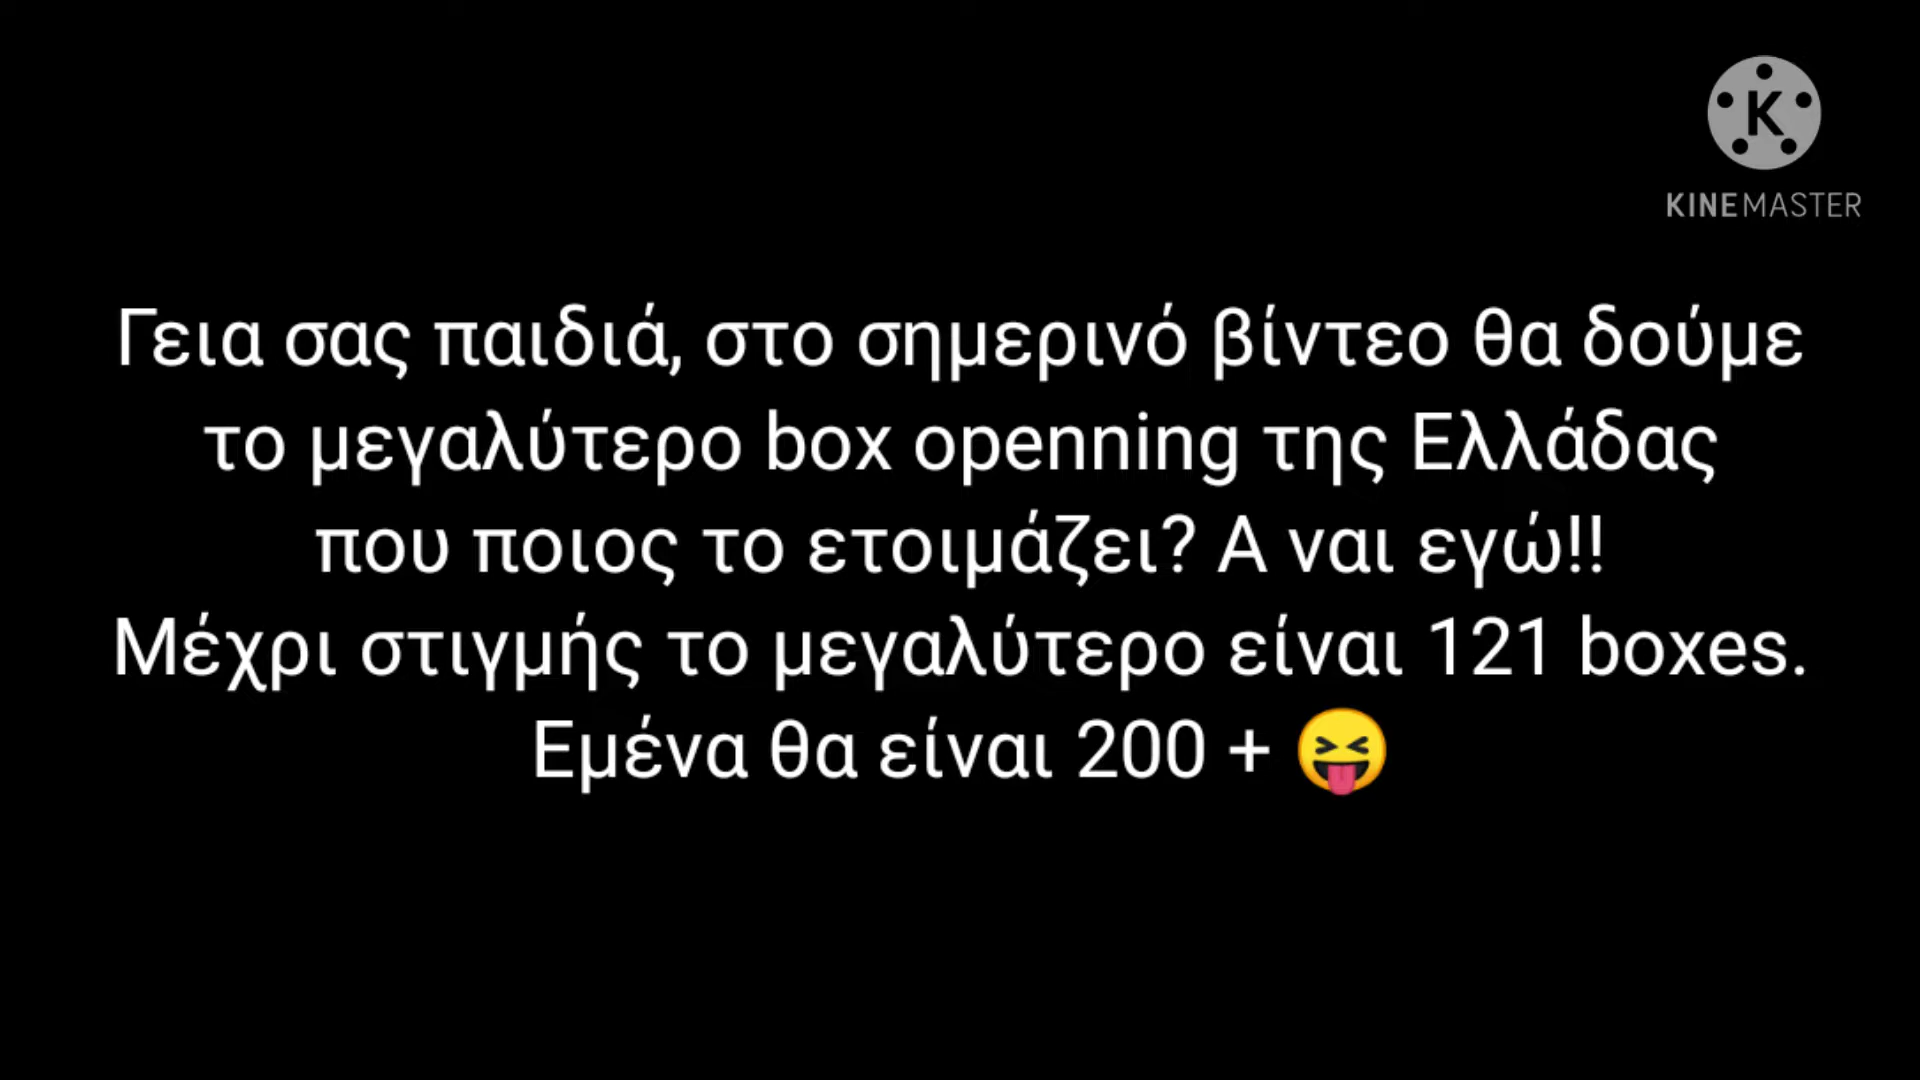 K
KINEMASTER
Γεια σας παιδιά, στο σημερινό βίντεο θα δούμε
το μεγαλύτερο box openning της Ελλάδας
που ποιος το ετοιμάζει? Α ναι εγώ!!
Μέχρι στιγμής το μεγαλύτερο είναι 121 boxes.
Εμένα θα είναι 200 + 😝